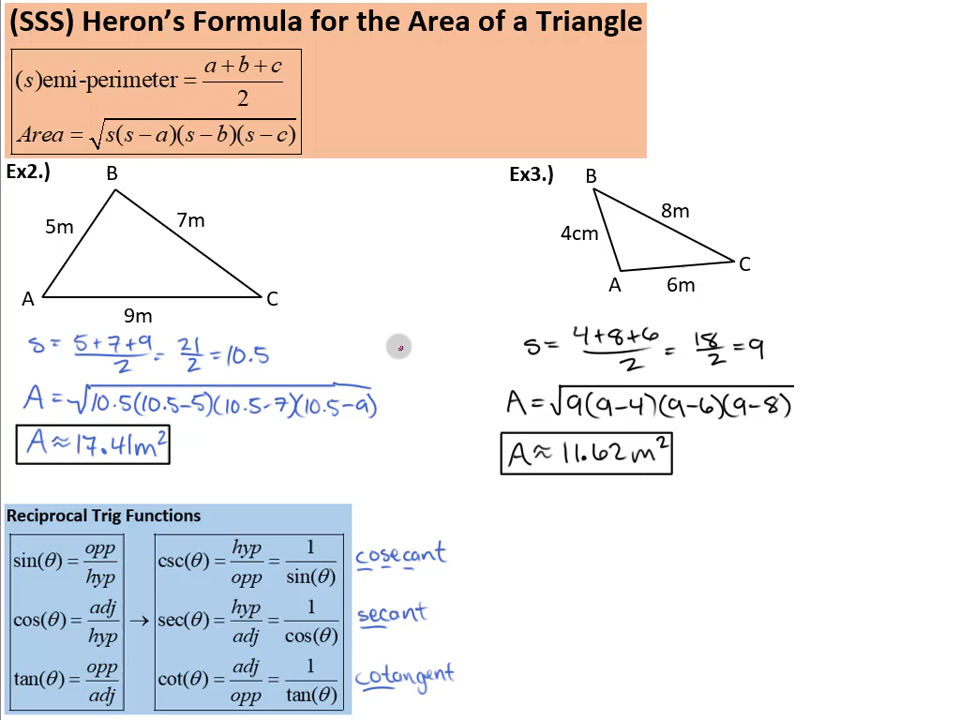 (SSS) Heron's Formula for the Area of a Triangle
(s)emi-perimeter = (a + b + c)/2
Area = √(s(s − a)(s − b)(s − c))
Ex2.)
B
5m
7m
A
C
9m
s = (5+7+9)/2 = 21/2 = 10.5
A = √(10.5(10.5-5)(10.5-7)(10.5-9))
A ≈ 17.41m²
Ex3.)
B
8m
4cm
C
A
6m
s = (4+8+6)/2 = 18/2 = 9
A = √(9(9-4)(9-6)(9-8))
A ≈ 11.62m²
Reciprocal Trig Functions
sin(θ) = opp/hyp
cos(θ) = adj/hyp
tan(θ) = opp/adj
→
csc(θ) = hyp/opp = 1/sin(θ) cosecant
sec(θ) = hyp/adj = 1/cos(θ) secant
cot(θ) = adj/opp = 1/tan(θ) cotangent